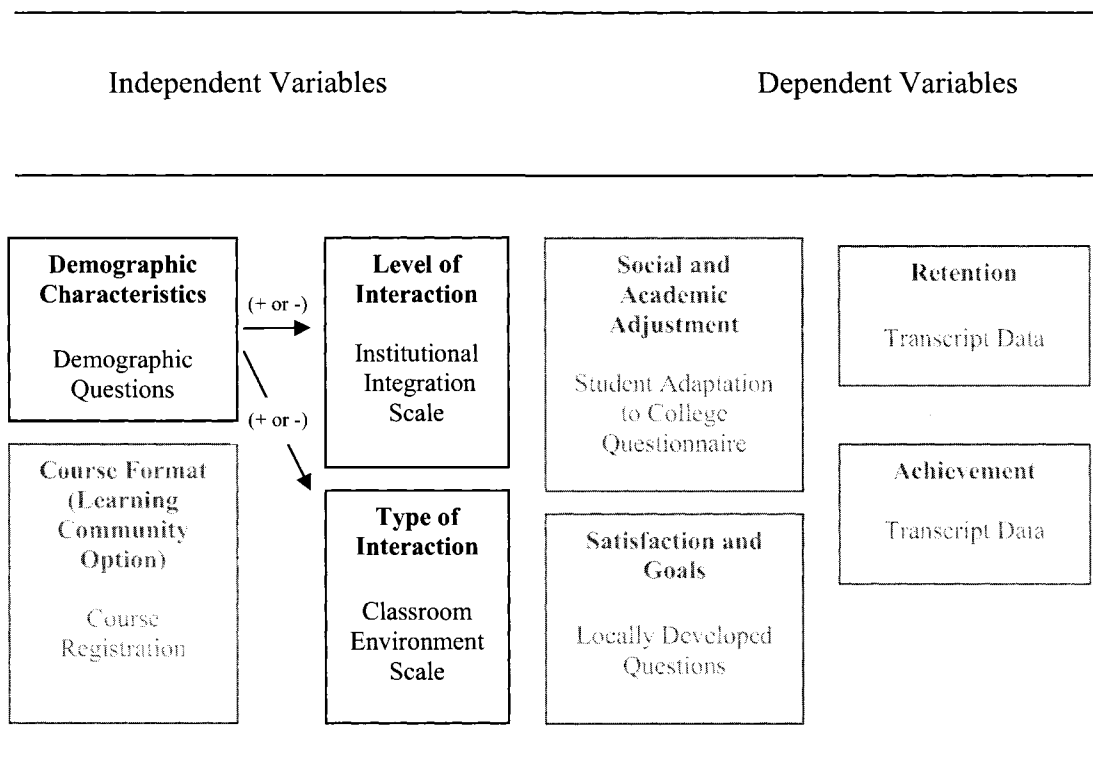 Independent Variables
Dependent Variables
Demographic
Characteristics
Demographic
Questions
(+ or -)
(+ or -)
Level of
Interaction
Institutional
Integration
Scale
Social and
Academic
Adjustment
Student Adaptation
to College
Questionnaire
Retention
Transcript Data
Course Format
(Learning
Community
Option)
Course
Registration
Type of
Interaction
Classroom
Environment
Scale
Satisfaction and
Goals
Locally Developed
Questions
Achievement
Transcript Data